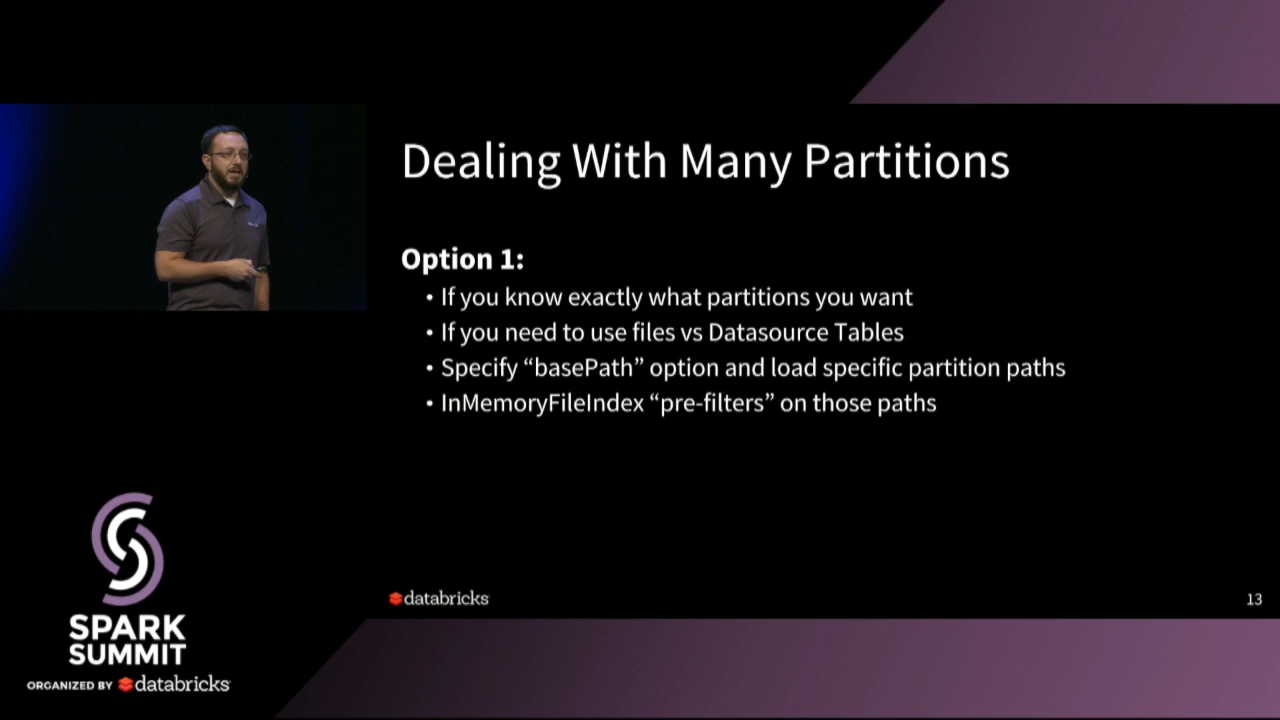 Dealing With Many Partitions
Option 1:
• If you know exactly what partitions you want
• If you need to use files vs Datasource Tables
• Specify “basePath” option and load specific partition paths
• InMemoryFileIndex “pre-filters” on those paths
databricks
13
SPARK
SUMMIT
ORGANIZED BY databricks